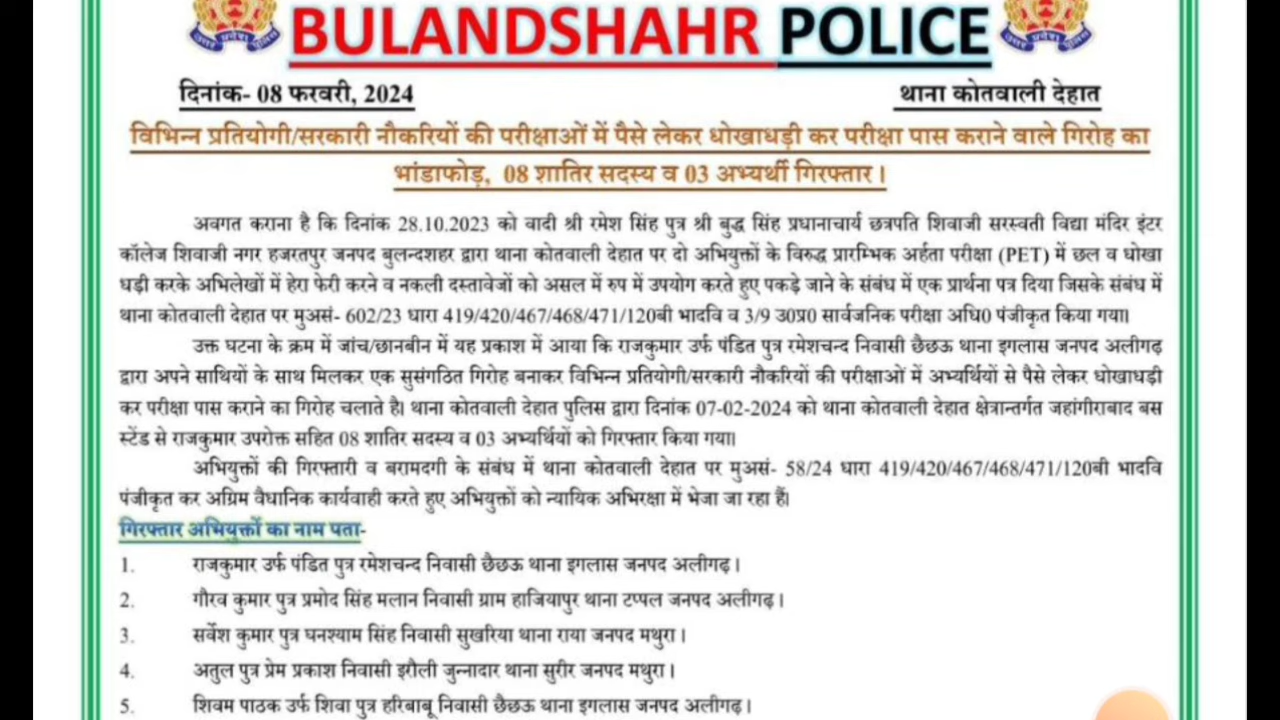 BULANDSHAHR POLICE
दिनांक- 08 फरवरी, 2024
थाना कोतवाली देहात
विभिन्न प्रतियोगी/सरकारी नौकरियों की परीक्षाओं में पैसे लेकर धोखाधड़ी कर परीक्षा पास कराने वाले गिरोह का
भांडाफोड़, 08 शातिर सदस्य व 03 अभ्यर्थी गिरफ्तार ।
अवगत कराना है कि दिनांक 28.10.2023 को वादी श्री रमेश सिंह पुत्र श्री बुद्ध सिंह प्रधानाचार्य छत्रपति शिवाजी सरस्वती विद्या मंदिर इंटर
कॉलेज शिवाजी नगर हजरतपुर जनपद बुलन्दशहर द्वारा थाना कोतवाली देहात पर दो अभियुक्तों के विरुद्ध प्रारम्भिक अर्हता परीक्षा (PET) में छल व धोखा
धड़ी करके अभिलेखों में हेरा फेरी करने व नकली दस्तावेजों को असल में रुप में उपयोग करते हुए पकड़े जाने के संबंध में एक प्रार्थना पत्र दिया जिसके संबंध में
थाना कोतवाली देहात पर मुअसं- 602/23 धारा 419/420/467/468/471/120बी भादवि व 3/9 उ0प्र0 सार्वजनिक परीक्षा अधि0 पंजीकृत किया गया।
उक्त घटना के क्रम में जांच/छानबीन में यह प्रकाश में आया कि राजकुमार उर्फ पंडित पुत्र रमेशचन्द निवासी छैछऊ थाना इगलास जनपद अलीगढ़
द्वारा अपने साथियों के साथ मिलकर एक सुसंगठित गिरोह बनाकर विभिन्न प्रतियोगी/सरकारी नौकरियों की परीक्षाओं में अभ्यर्थियों से पैसे लेकर धोखाधड़ी
कर परीक्षा पास कराने का गिरोह चलाते है। थाना कोतवाली देहात पुलिस द्वारा दिनांक 07-02-2024 को थाना कोतवाली देहात क्षेत्रान्तर्गत जहांगीराबाद बस
स्टेंड से राजकुमार उपरोक्त सहित 08 शातिर सदस्य व 03 अभ्यर्थियों को गिरफ्तार किया गया।
अभियुक्तों की गिरफ्तारी व बरामदगी के संबंध में थाना कोतवाली देहात पर मुअसं- 58/24 धारा 419/420/467/468/471/120बी भादवि
पंजीकृत कर अग्रिम वैधानिक कार्यवाही करते हुए अभियुक्तों को न्यायिक अभिरक्षा में भेजा जा रहा हैं।
गिरफ्तार अभियुक्तों का नाम पता-
1. राजकुमार उर्फ पंडित पुत्र रमेशचन्द निवासी छैछऊ थाना इगलास जनपद अलीगढ़ ।
2. गौरव कुमार पुत्र प्रमोद सिंह मलान निवासी ग्राम हाजियापुर थाना टप्पल जनपद अलीगढ़ ।
3. सर्वेश कुमार पुत्र घनश्याम सिंह निवासी सुखरिया थाना राया जनपद मथुरा ।
4. अतुल पुत्र प्रेम प्रकाश निवासी इरौली जुन्नादार थाना सुरीर जनपद मथुरा ।
5. शिवम पाठक उर्फ शिवा पुत्र हरिबाबू निवासी छैछऊ थाना इगलास जनपद अलीगढ़ ।